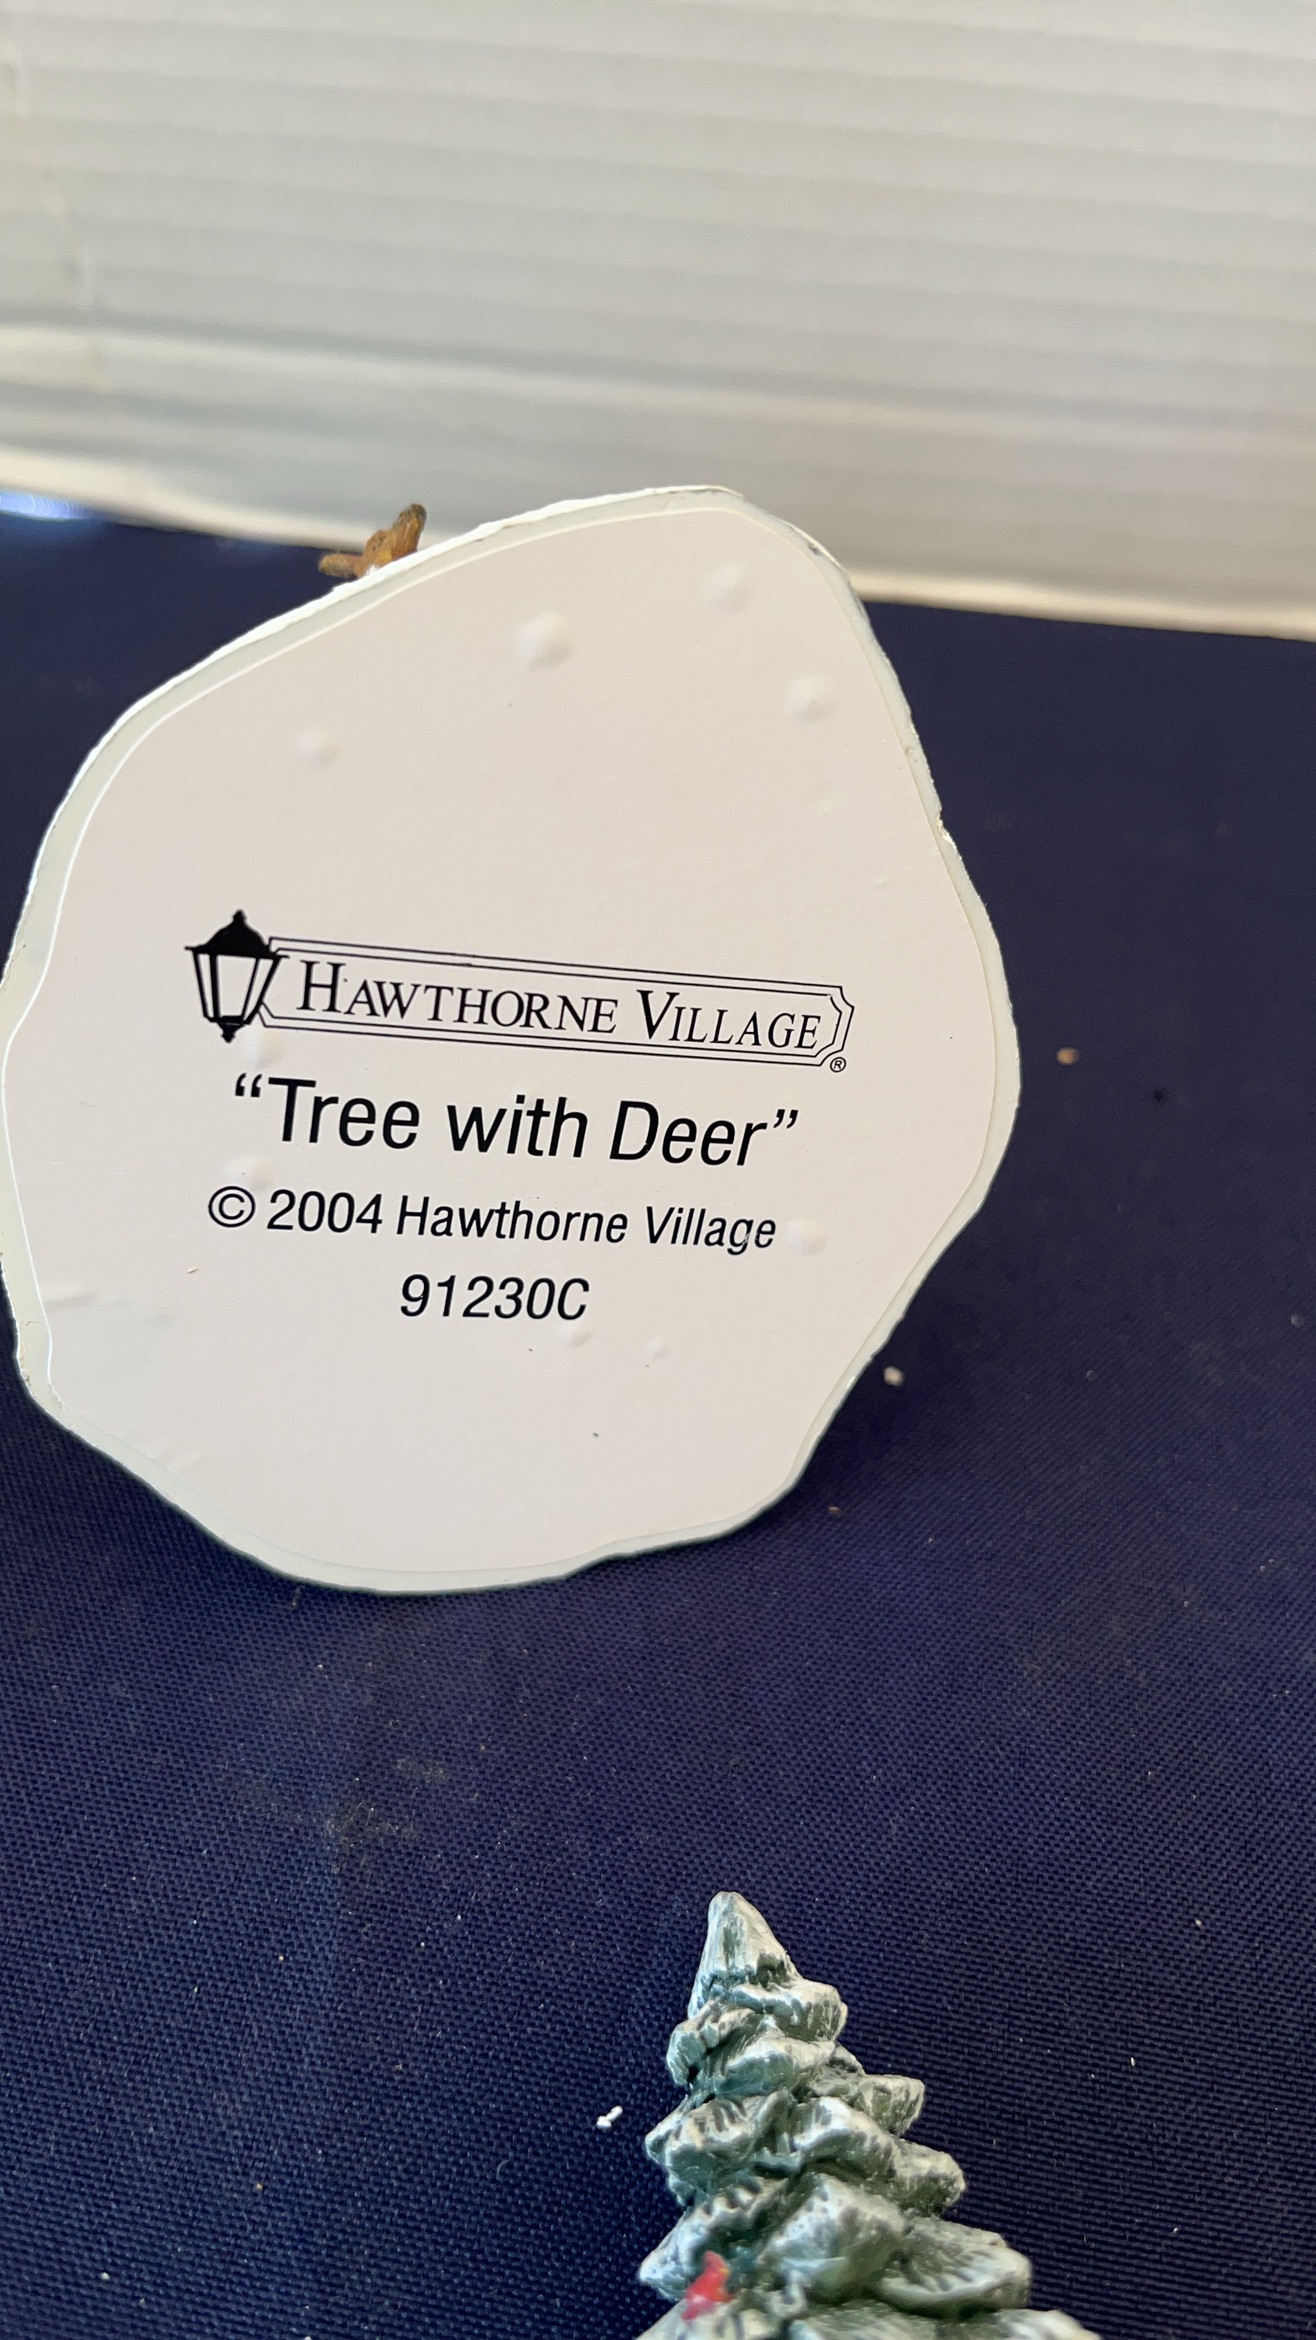 HAWTHORNE VILLAGE®
“Tree with Deer”
© 2004 Hawthorne Village
91230C